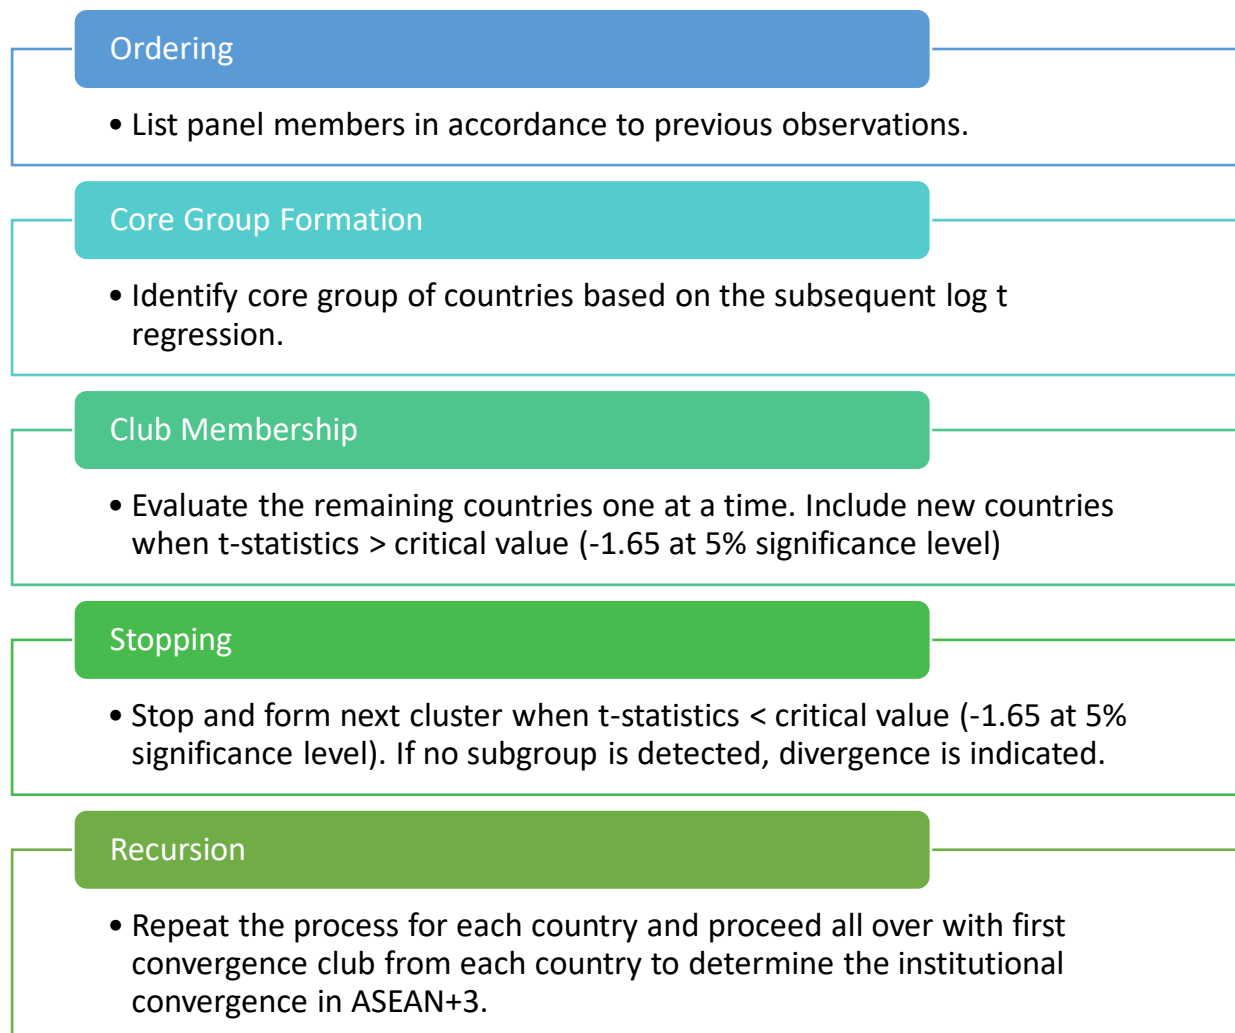 Ordering
• List panel members in accordance to previous observations.
Core Group Formation
• Identify core group of countries based on the subsequent log t
regression.
Club Membership
• Evaluate the remaining countries one at a time. Include new countries
when t-statistics > critical value (-1.65 at 5% significance level)
Stopping
• Stop and form next cluster when t-statistics < critical value (-1.65 at 5%
significance level). If no subgroup is detected, divergence is indicated.
Recursion
• Repeat the process for each country and proceed all over with first
convergence club from each country to determine the institutional
convergence in ASEAN+3.